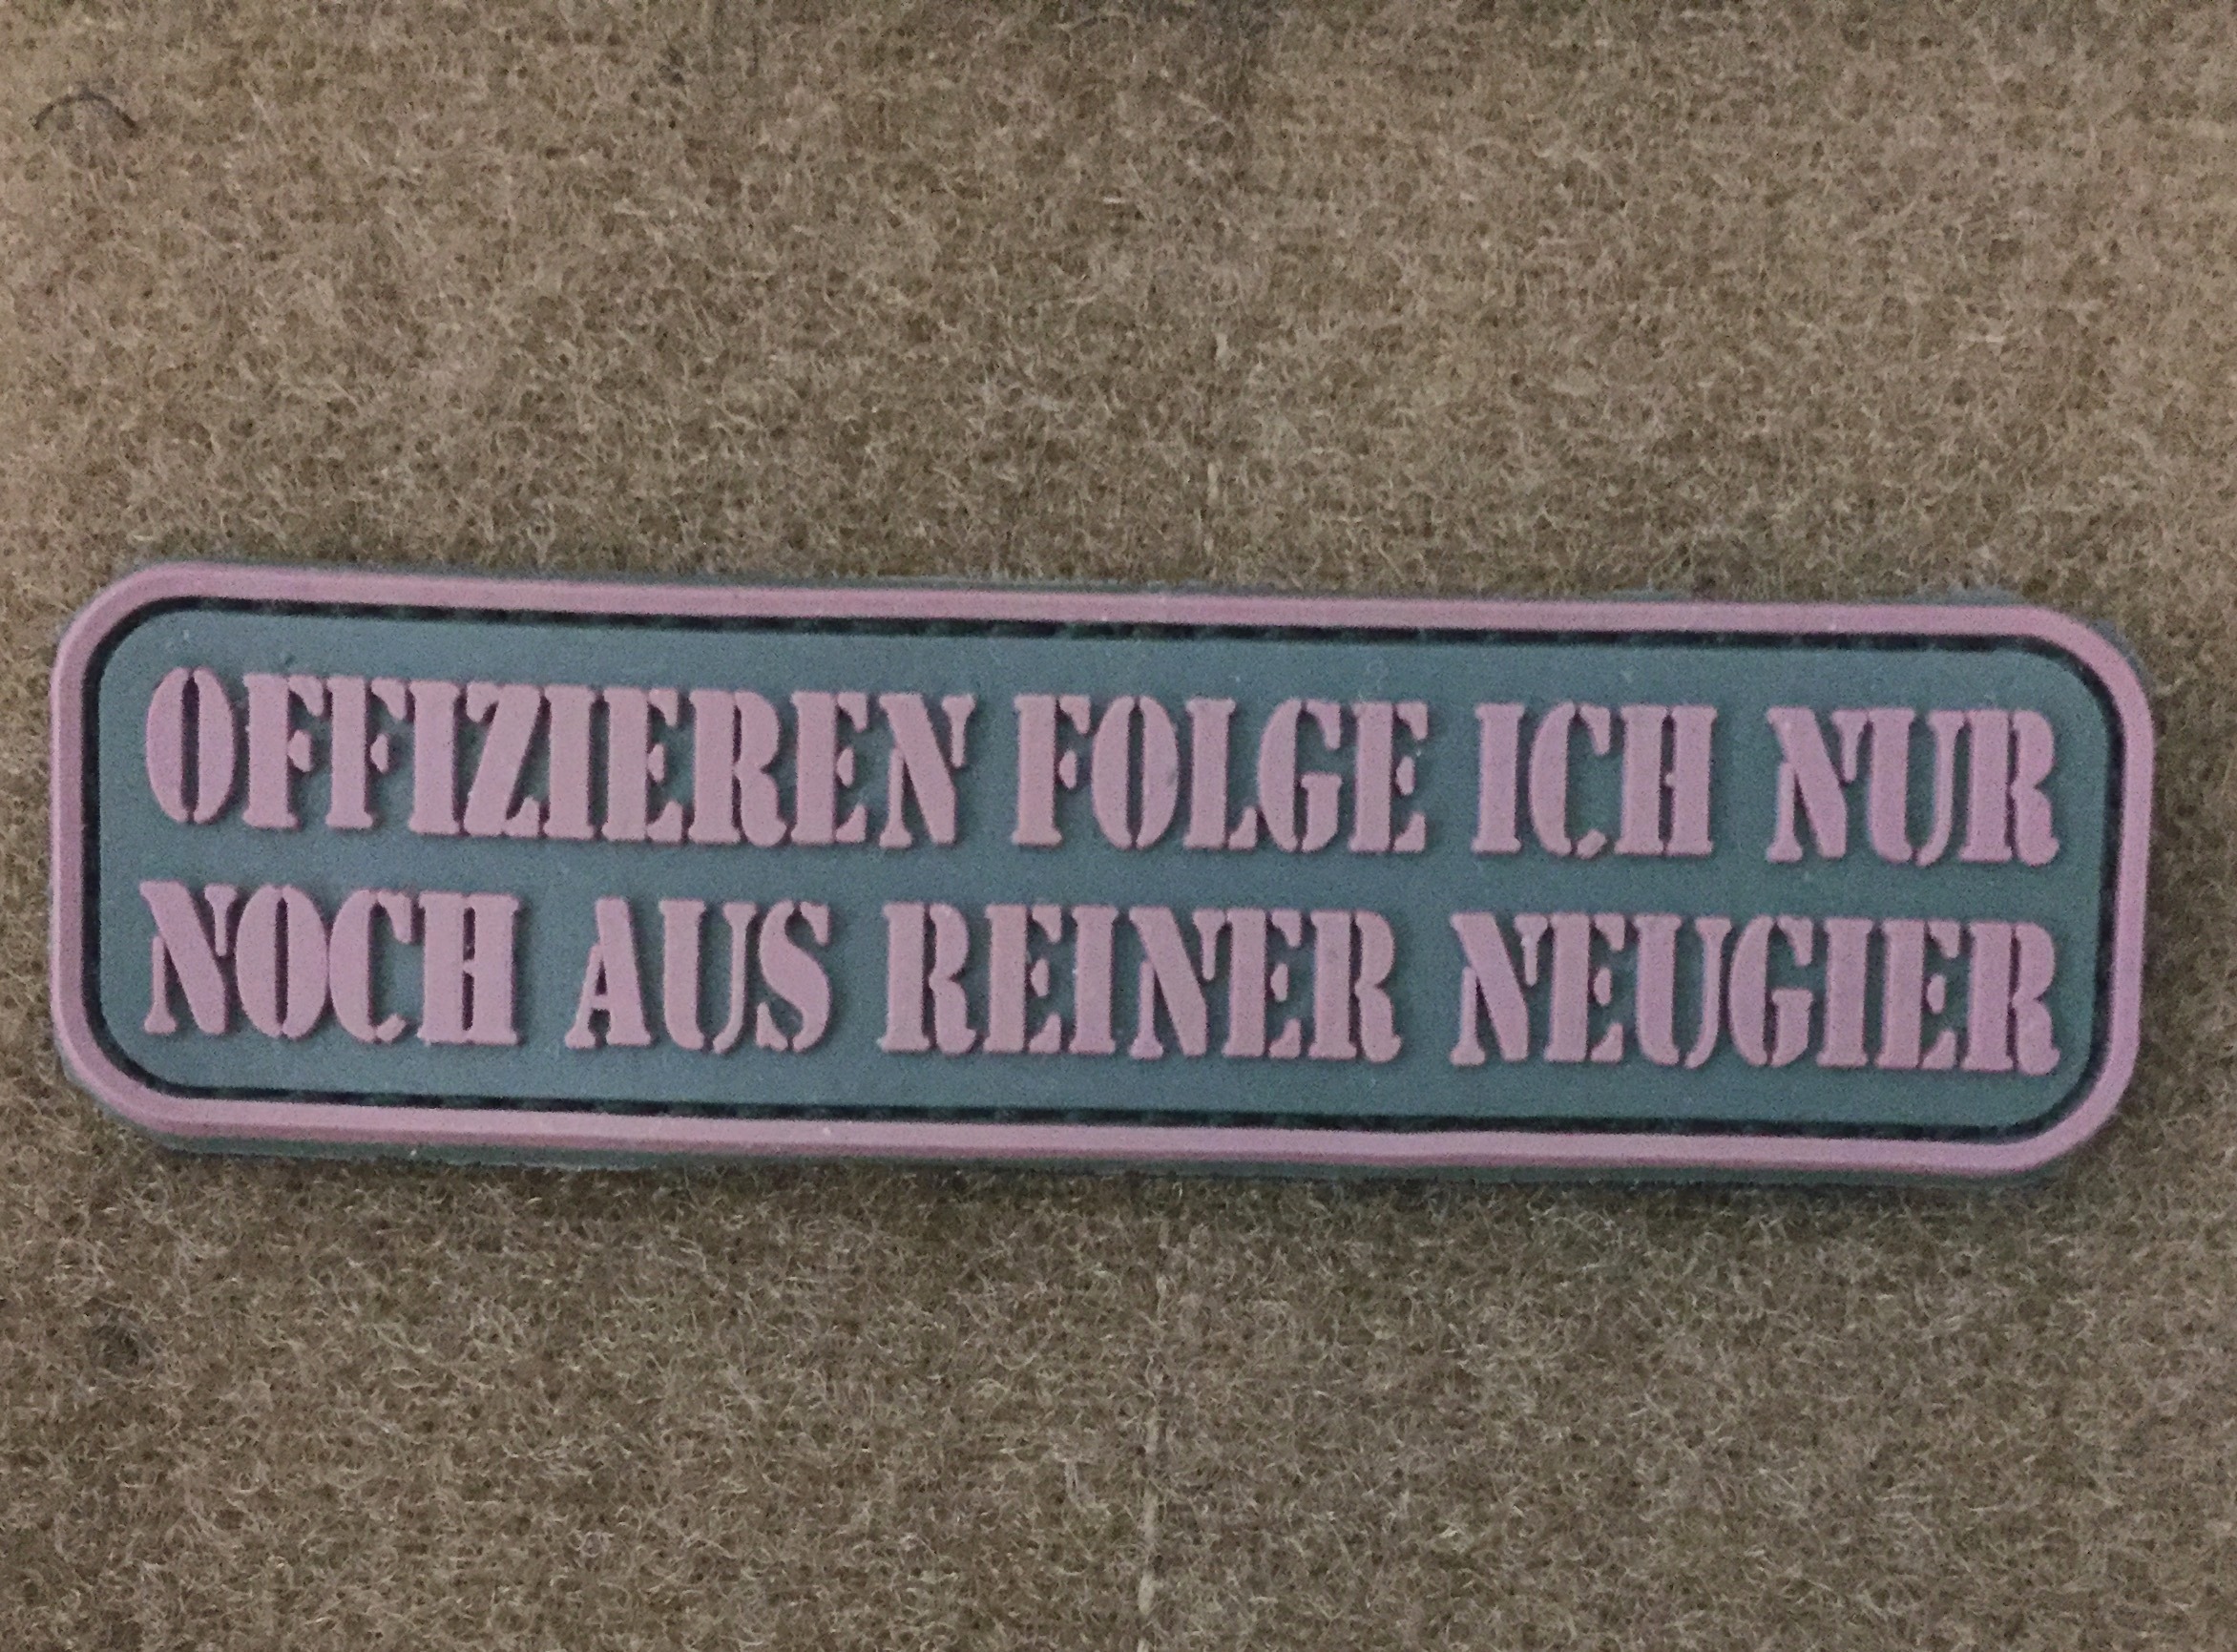 OFFIZIEREN FOLGE ICH NUR
NOCH AUS REINER NEUGIER